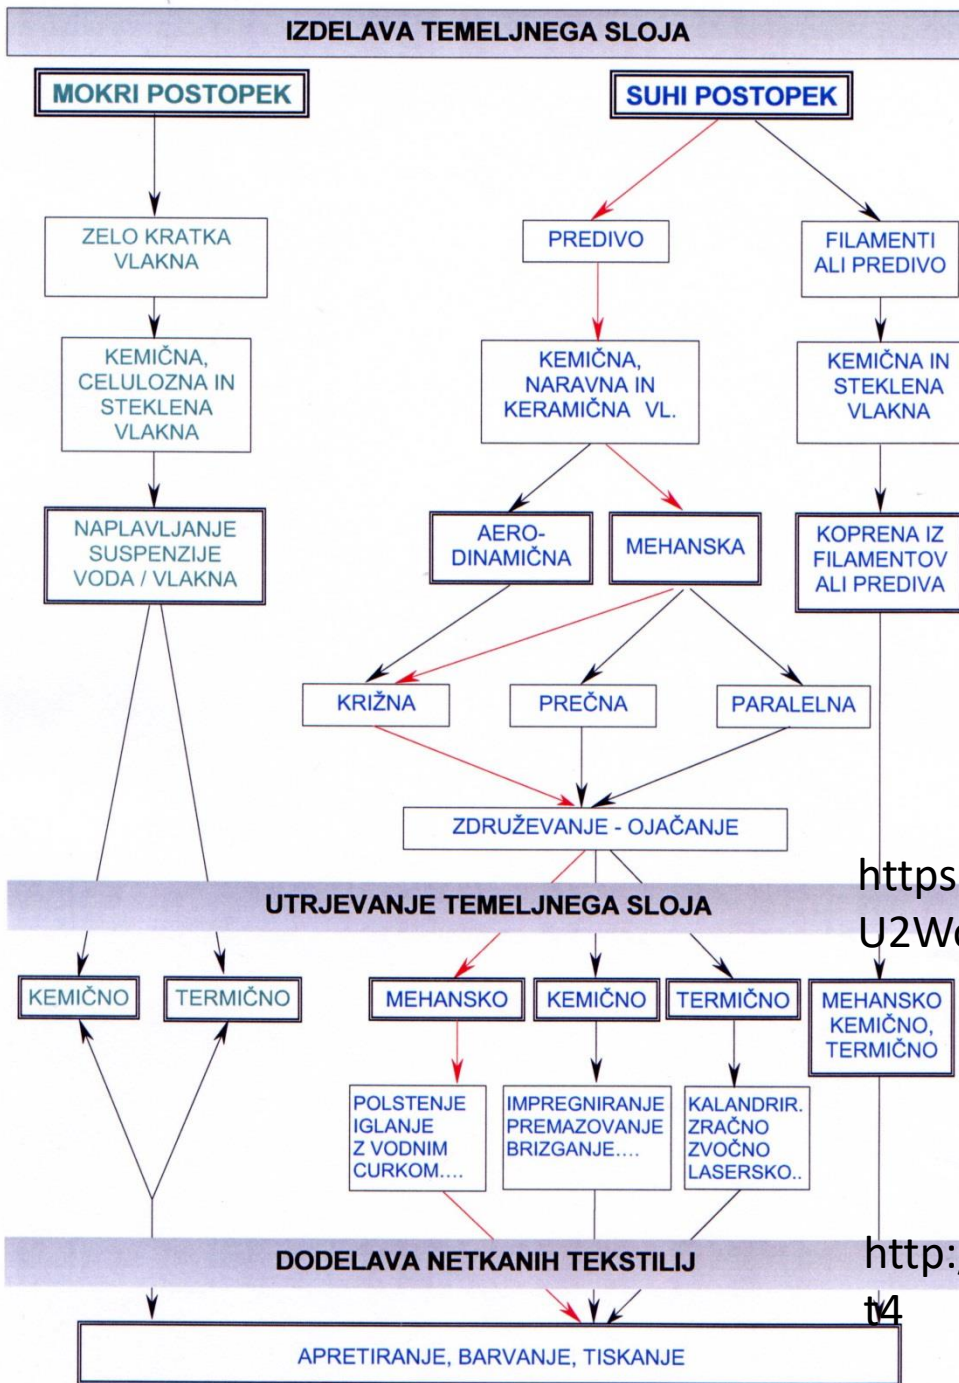 IZDELAVA TEMELJNEGA SLOJA
MOKRI POSTOPEK
SUHI POSTOPEK
ZELO KRATKA
VLAKNA
PREDIVO
FILAMENTI
ALI PREDIVO
KEMIČNA,
CELULOZNA IN
STEKLENA
VLAKNA
KEMIČNA,
NARAVNA IN
KERAMIČNA VL.
KEMIČNA IN
STEKLENA
VLAKNA
NAPLAVLJANJE
SUSPENZIJE
VODA / VLAKNA
AERO-
DINAMIČNA
MEHANSKA
KOPRENA IZ
FILAMENTOV
ALI PREDIVA
KRIŽNA
PREČNA
PARALELNA
ZDRUŽEVANJE - OJAČANJE
https
UTRJEVANJE TEMELJNEGA SLOJA
KEMIČNO
TERMIČNO
MEHANSKO
KEMIČNO
TERMIČNO
MEHANSKO
KEMIČNO,
TERMIČNO
POLSTENJE
IGLANJE
Z VODNIM
CURKOM....
IMPREGNIRANJE
PREMAZOVANJE
BRIZGANJE....
KALANDRIR.
ZRAČNO
ZVOČNO
LASERSKO..
DODELAVA NETKANIH TEKSTILIJ
http:
t4
APRETIRANJE, BARVANJE, TISKANJE